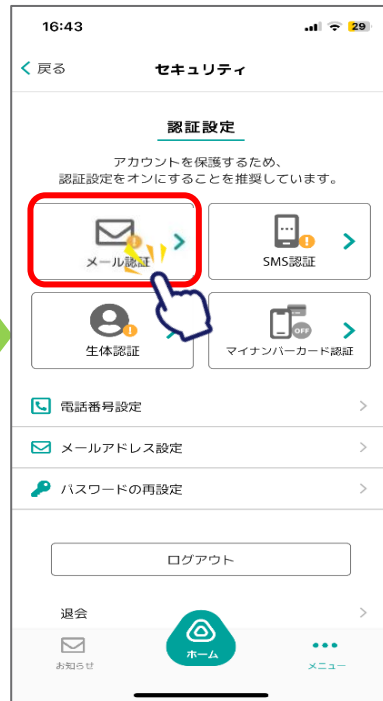 16:43
29
戻る
セキュリティ
認証設定
アカウントを保護するため、
認証設定をオンにすることを推奨しています。
メール認証
SMS認証
生体認証
OFF
マイナンバーカード認証
電話番号設定
メールアドレス設定
パスワードの再設定
ログアウト
退会
お知らせ
ホーム
メニュー